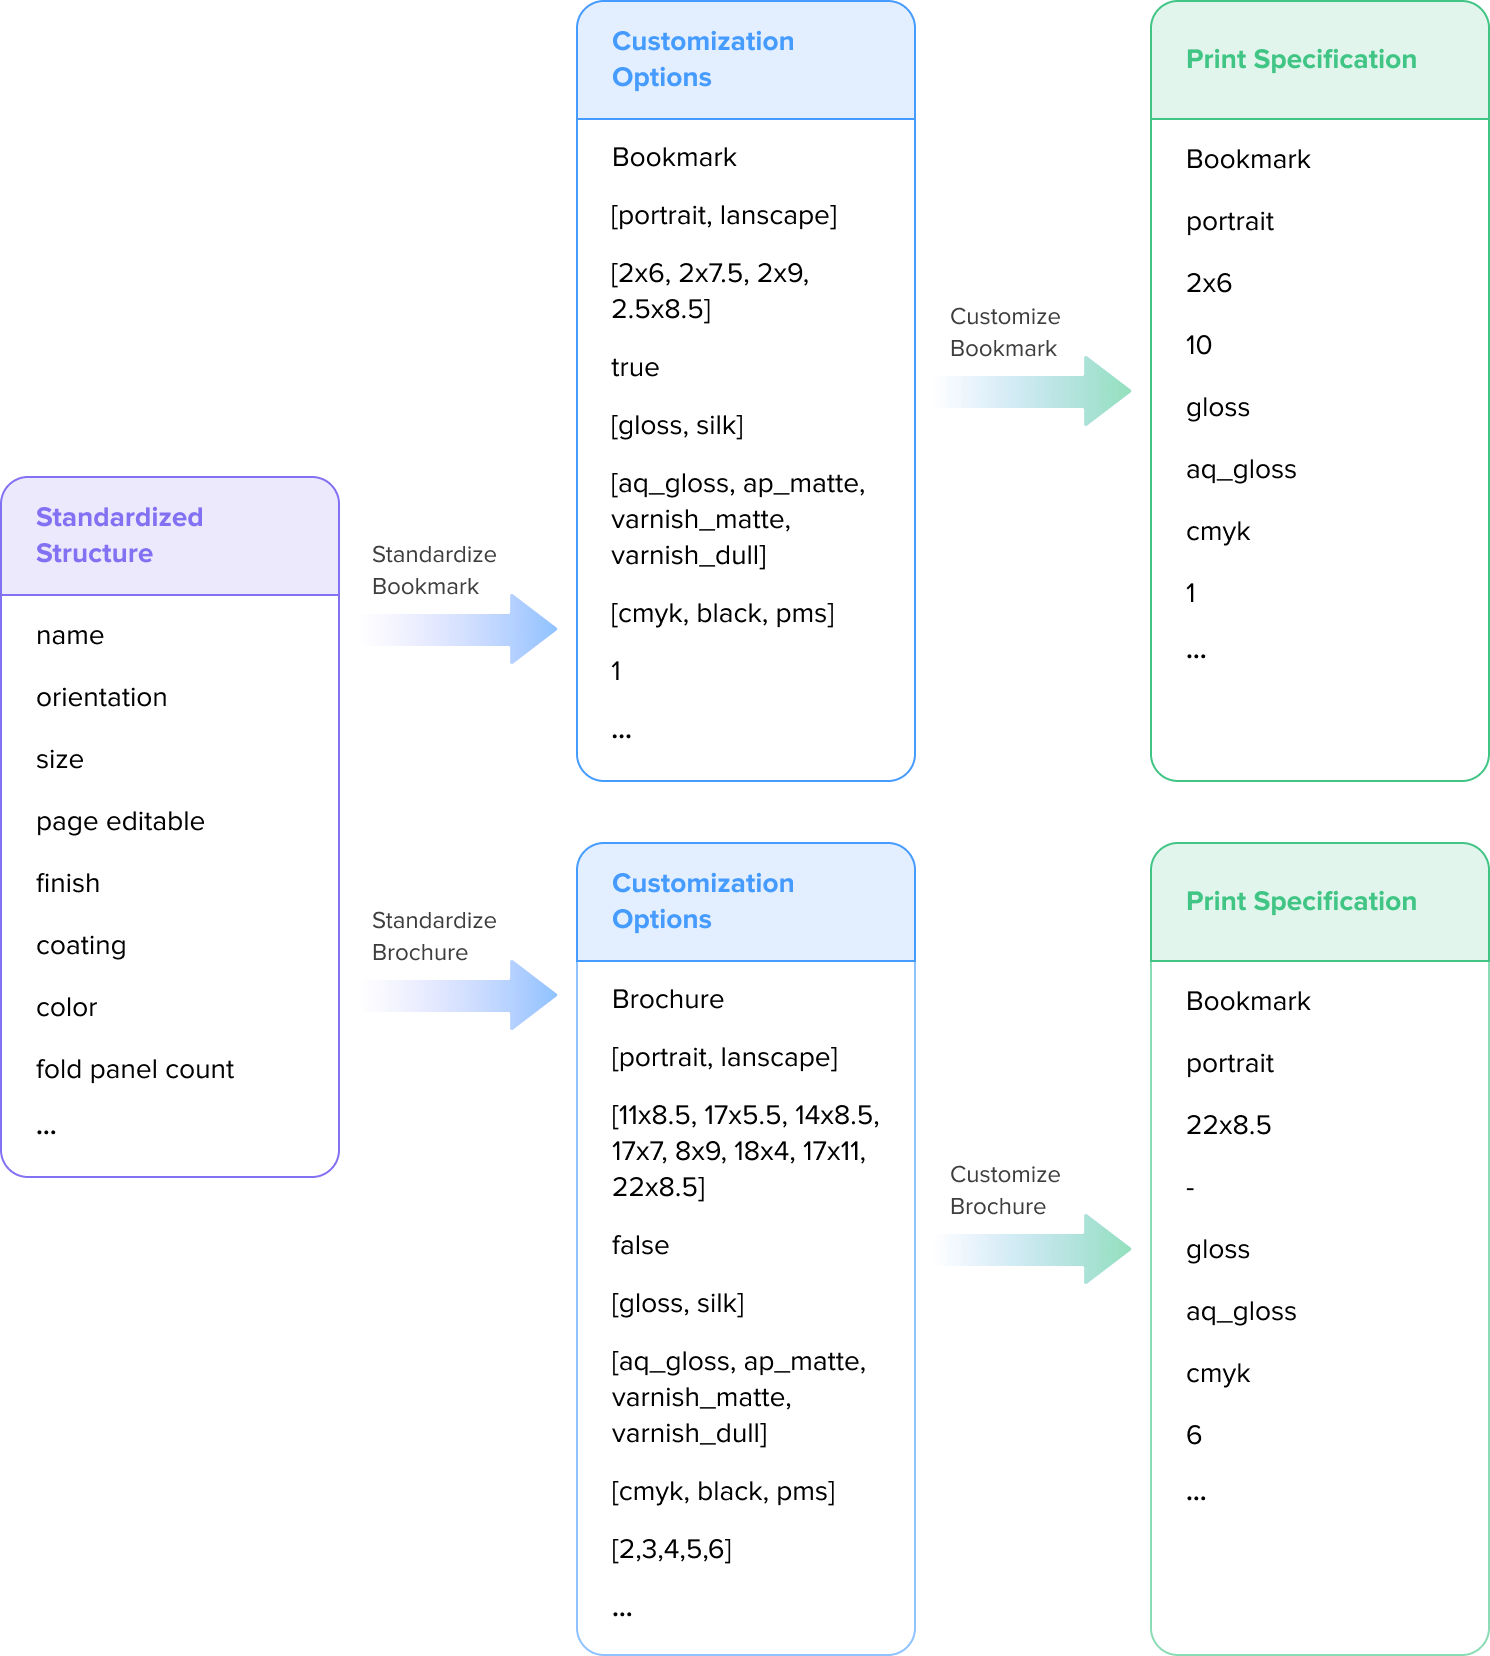 Standardized
Structure
name
orientation
size
page editable
finish
coating
color
fold panel count
...
Standardize
Bookmark
Customization
Options
Bookmark
[portrait, lanscape]
[2x6, 2x7.5, 2x9,
2.5x8.5]
true
[gloss, silk]
[aq_gloss, ap_matte,
varnish_matte,
varnish_dull]
[cmyk, black, pms]
1
...
Customize
Bookmark
Print Specification
Bookmark
portrait
2x6
10
gloss
aq_gloss
cmyk
1
...
Standardize
Brochure
Customization
Options
Brochure
[portrait, lanscape]
[11x8.5, 17x5.5, 14x8.5,
17x7, 8x9, 18x4, 17x11,
22x8.5]
false
[gloss, silk]
[aq_gloss, ap_matte,
varnish_matte,
varnish_dull]
[cmyk, black, pms]
[2,3,4,5,6]
...
Customize
Brochure
Print Specification
Bookmark
portrait
22x8.5
-
gloss
aq_gloss
cmyk
6
...